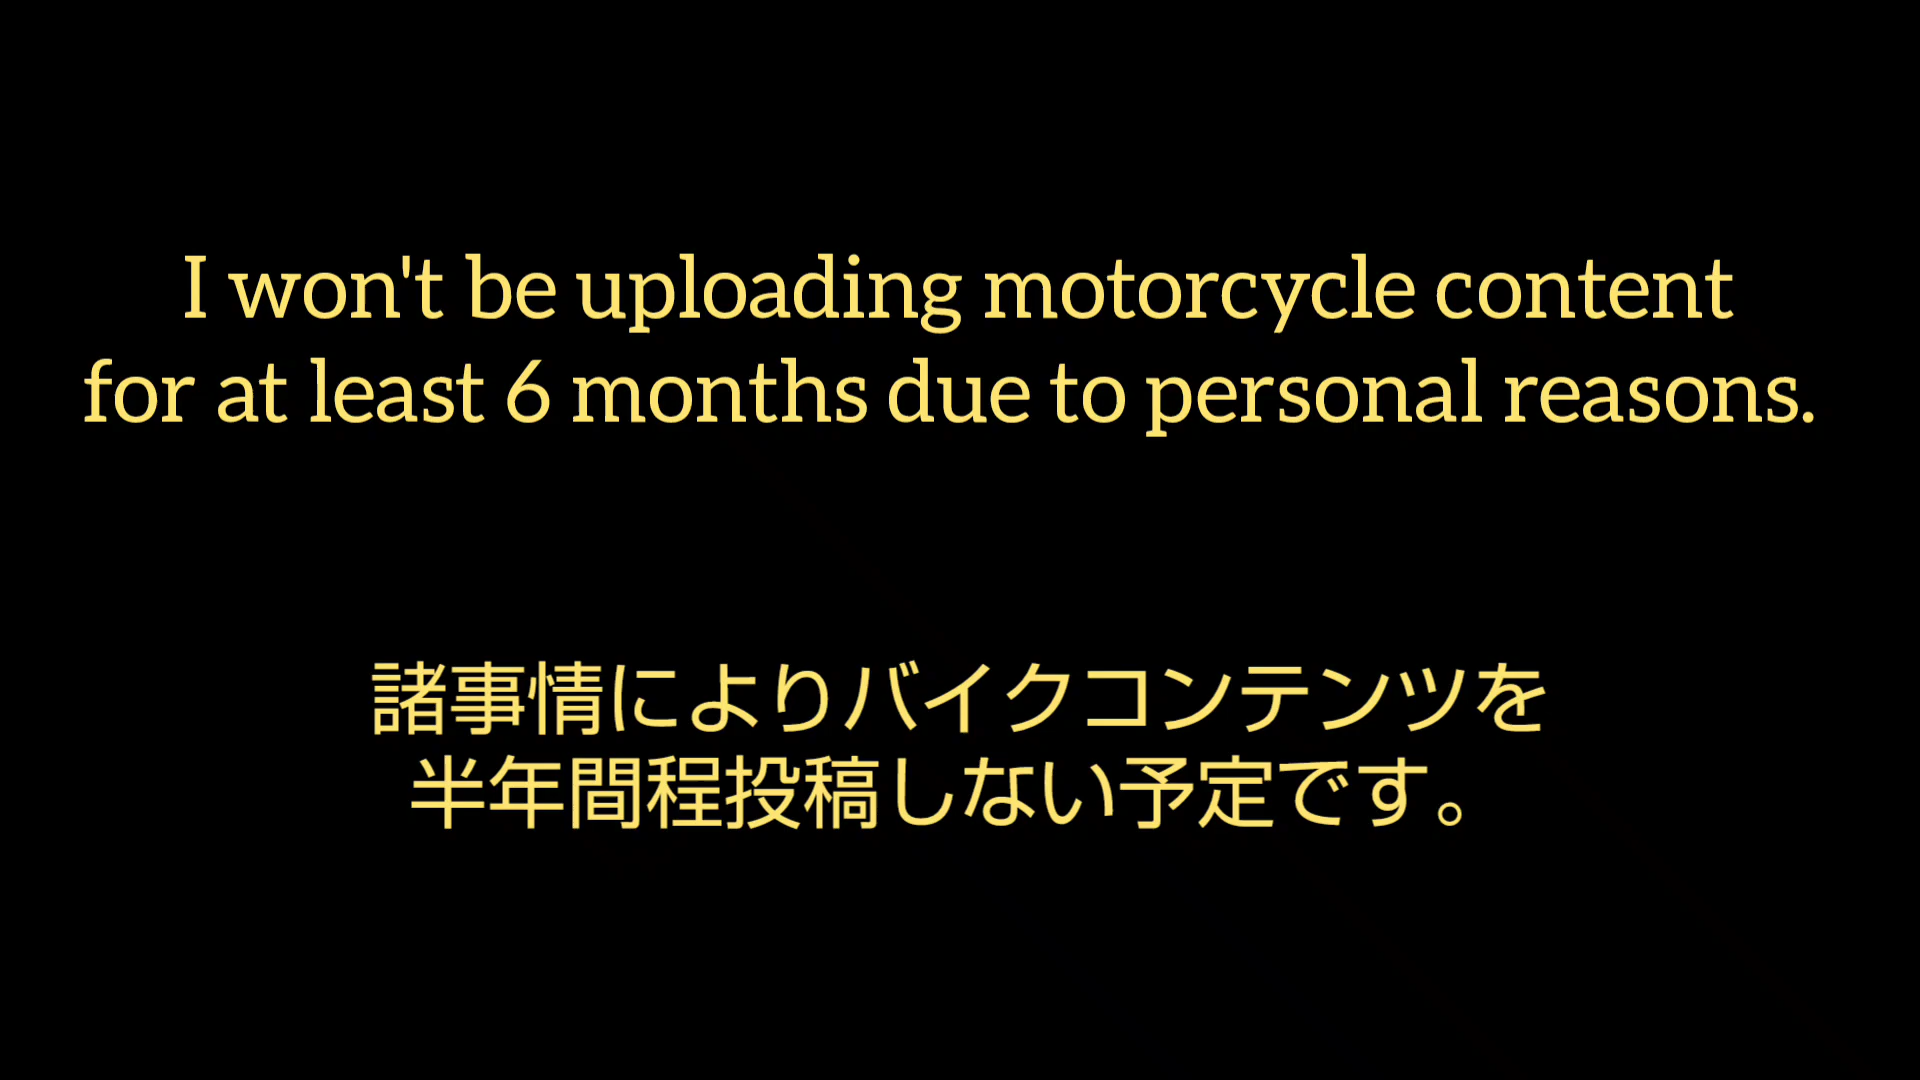 I won't be uploading motorcycle content
for at least 6 months due to personal reasons.
諸事情によりバイクコンテンツを
半年間程投稿しない予定です。